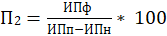 П₂ = ИПф / (ИПп−ИПн) * 100